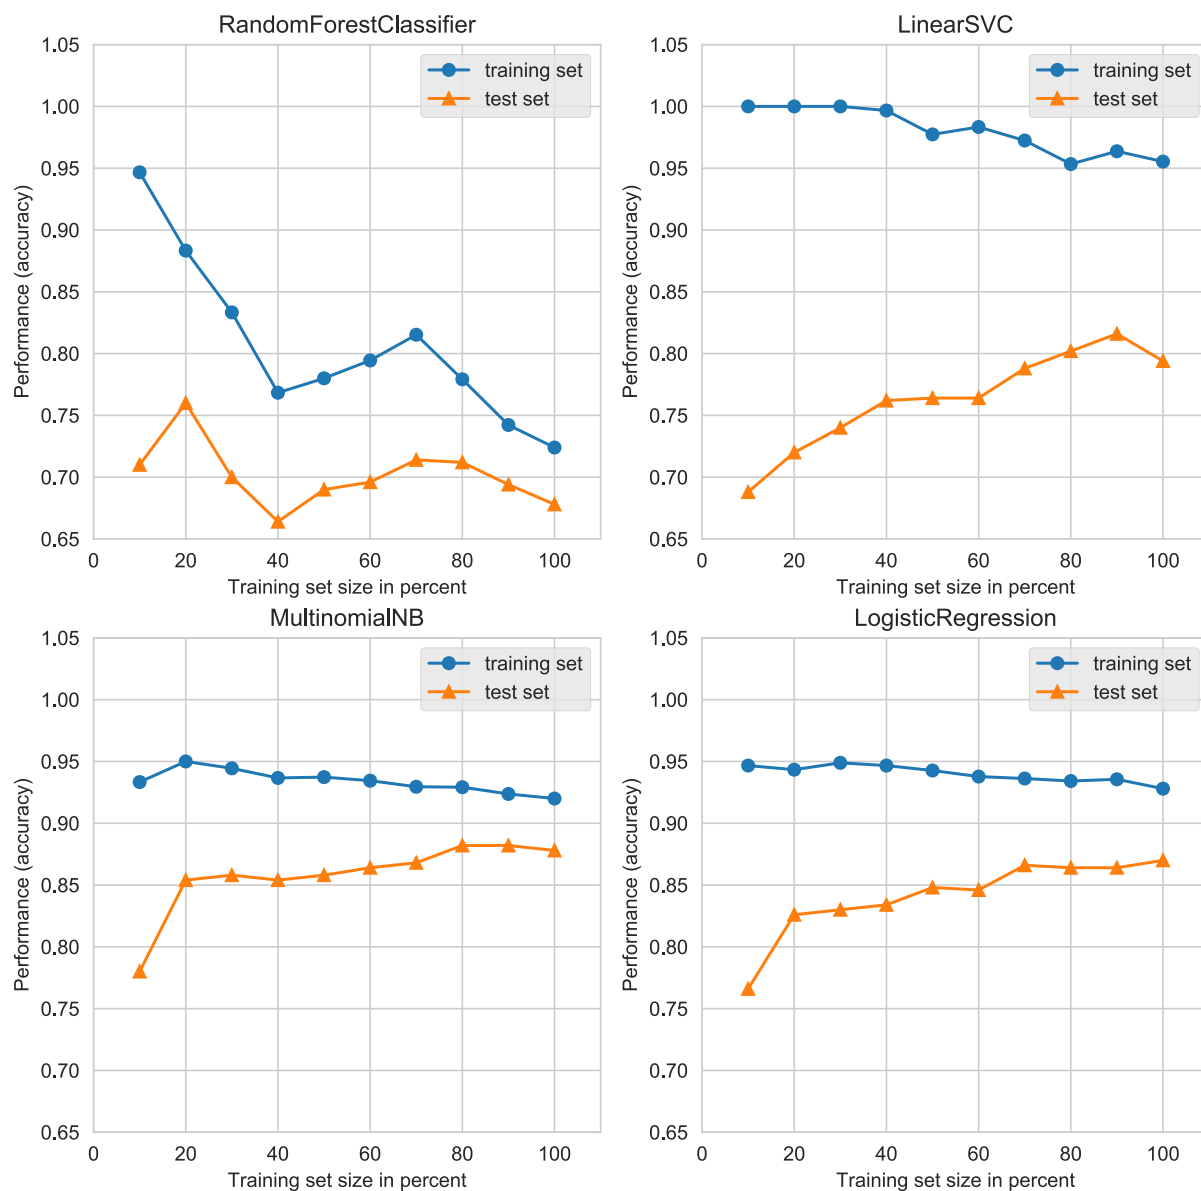 RandomForestClassifier
1.05
1.00
0.95
0.90
0.85
0.80
0.75
0.70
0.65
Performance (accuracy)
training set
test set
0 20 40 60 80 100
Training set size in percent
LinearSVC
1.05
1.00
0.95
0.90
0.85
0.80
0.75
0.70
0.65
Performance (accuracy)
training set
test set
0 20 40 60 80 100
Training set size in percent
MultinomialNB
1.05
1.00
0.95
0.90
0.85
0.80
0.75
0.70
0.65
Performance (accuracy)
training set
test set
0 20 40 60 80 100
Training set size in percent
LogisticRegression
1.05
1.00
0.95
0.90
0.85
0.80
0.75
0.70
0.65
Performance (accuracy)
training set
test set
0 20 40 60 80 100
Training set size in percent